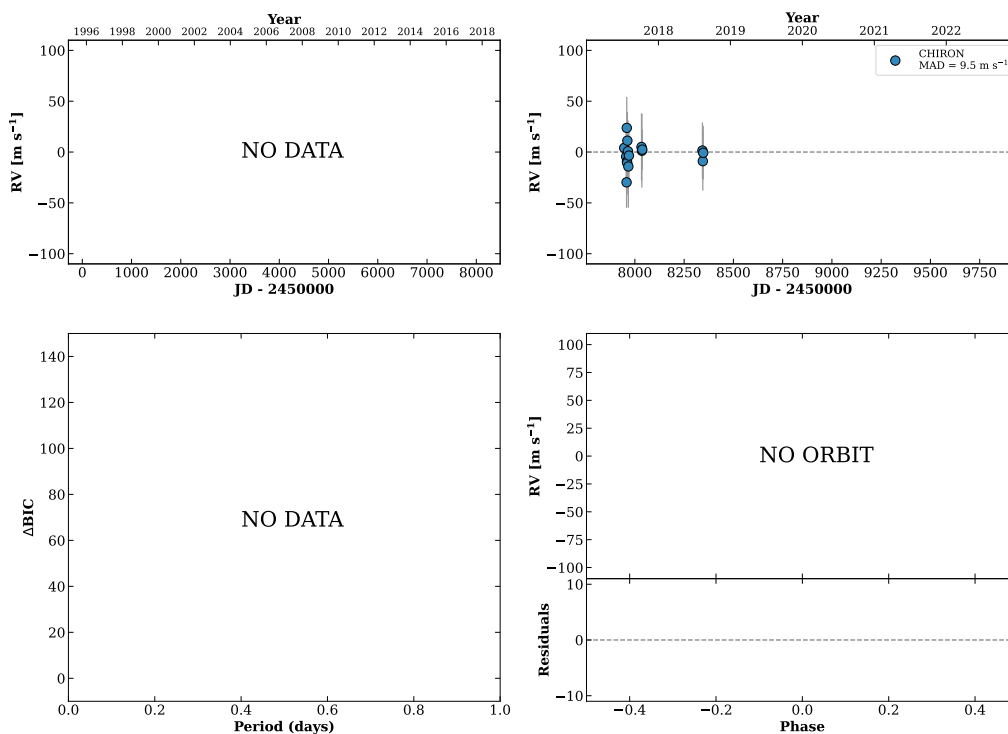 Year
1996 1998 2000 2002 2004 2006 2008 2010 2012 2014 2016 2018
100
50
0
−50
−100
RV [m s⁻¹]
NO DATA
0 1000 2000 3000 4000 5000 6000 7000 8000
JD - 2450000
Year
2018 2019 2020 2021 2022
100
50
0
−50
−100
RV [m s⁻¹]
CHIRON
MAD = 9.5 m s⁻¹
8000 8250 8500 8750 9000 9250 9500 9750
JD - 2450000
140
120
100
80
60
40
20
0
ΔBIC
NO DATA
0.0 0.2 0.4 0.6 0.8 1.0
Period (days)
100
75
50
25
0
−25
−50
−75
−100
RV [m s⁻¹]
NO ORBIT
10
0
−10
Residuals
−0.4 −0.2 0.0 0.2 0.4
Phase